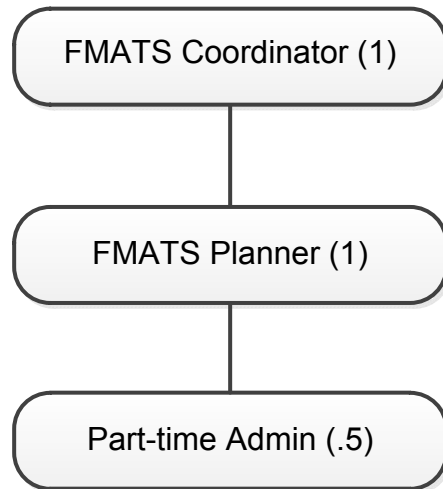 FMATS Coordinator (1)
FMATS Planner (1)
Part-time Admin (.5)